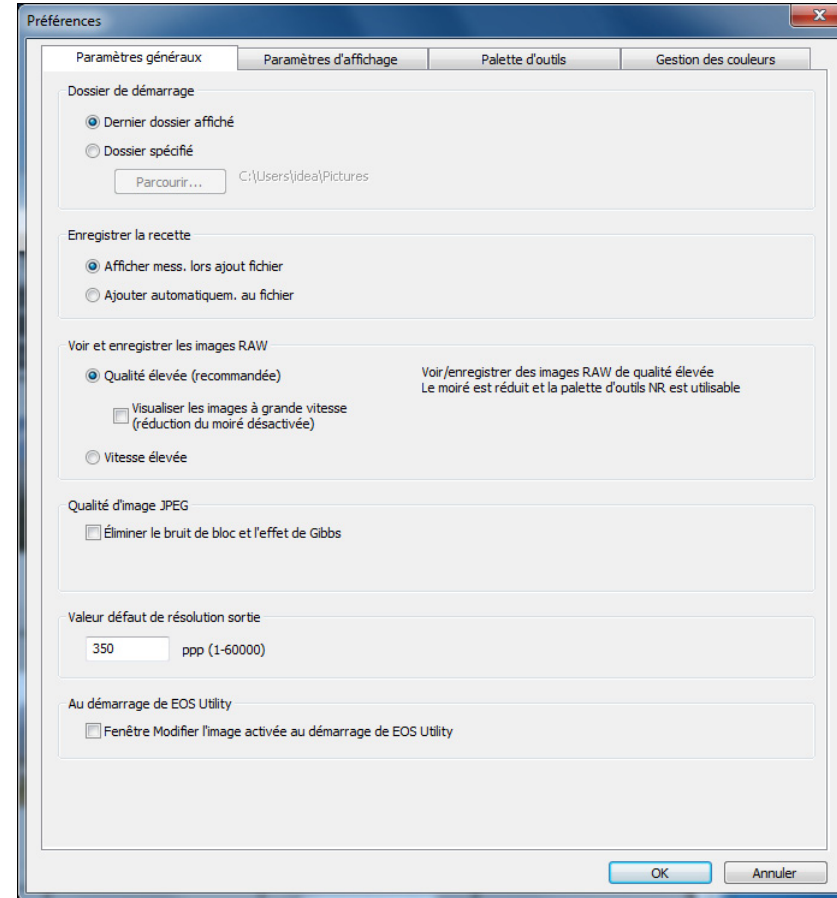 Préférences
Paramètres généraux
Paramètres d'affichage
Palette d'outils
Gestion des couleurs
Dossier de démarrage
Dernier dossier affiché
Dossier spécifié
Parcourir...
C:\Users\idea\Pictures
Enregistrer la recette
Afficher mess. lors ajout fichier
Ajouter automatiquem. au fichier
Voir et enregistrer les images RAW
Qualité élevée (recommandée)
Voir/enregistrer des images RAW de qualité élevée
Le moiré est réduit et la palette d'outils NR est utilisable
Visualiser les images à grande vitesse
(réduction du moiré désactivée)
Vitesse élevée
Qualité d'image JPEG
Éliminer le bruit de bloc et l'effet de Gibbs
Valeur défaut de résolution sortie
350 ppp (1-60000)
Au démarrage de EOS Utility
Fenêtre Modifier l'image activée au démarrage de EOS Utility
OK
Annuler